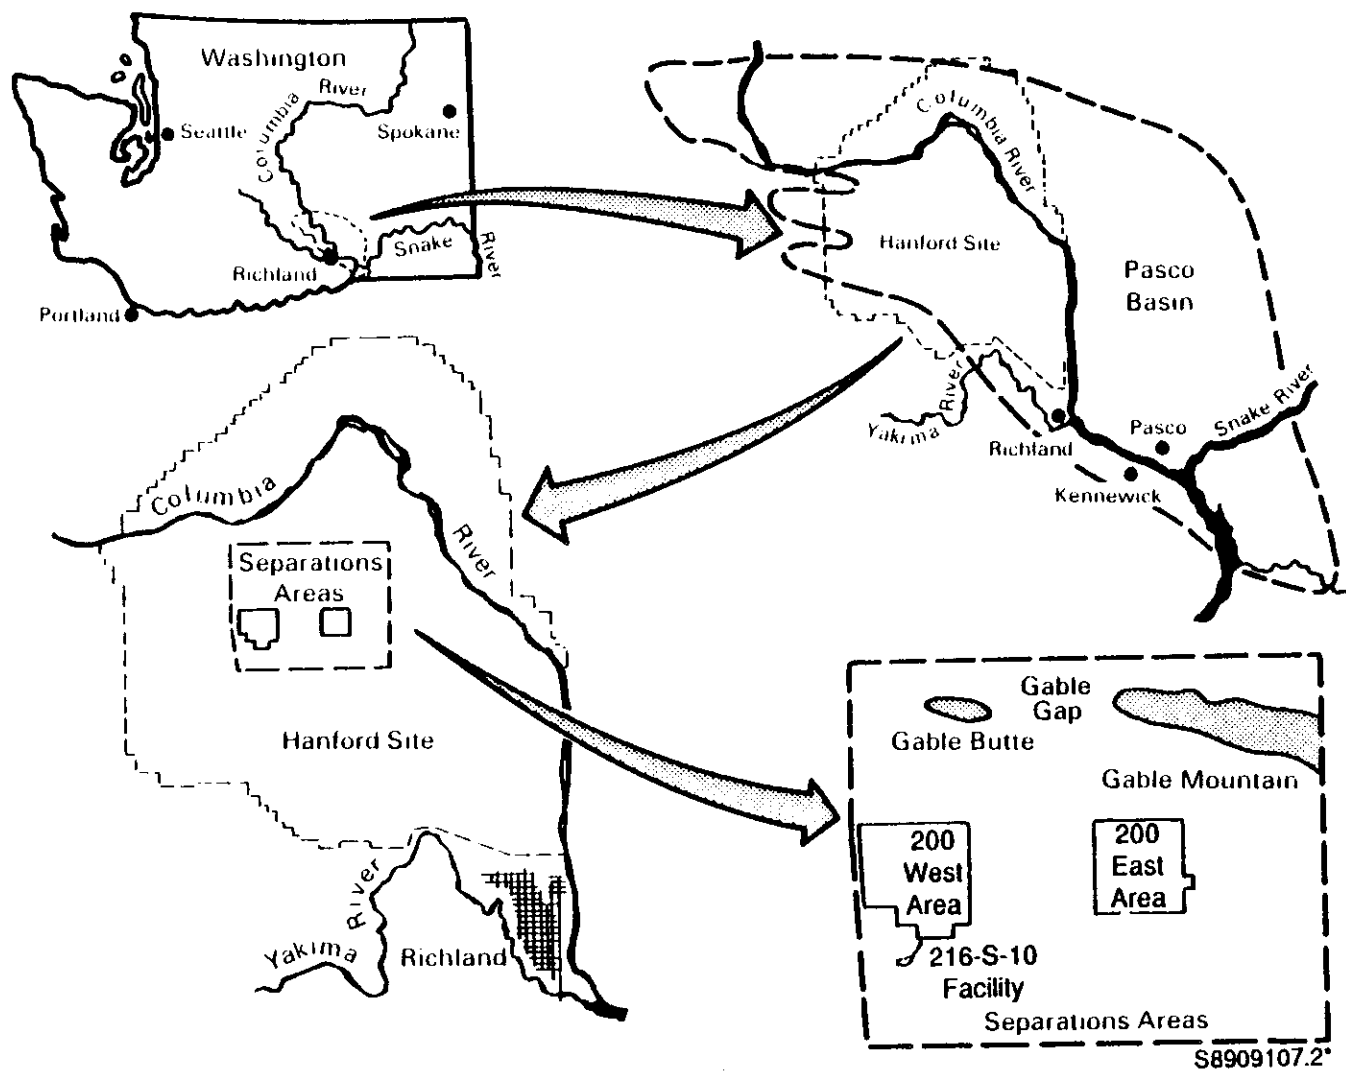 Washington
Columbia
River
Spokane
Seattle
Snake
River
Richland
Portland
Columbia River
Hanford Site
Pasco
Basin
Yakima
River
Richland
Pasco
Kennewick
Snake River
Columbia
River
Separations
Areas
Hanford Site
Yakima
River
Richland
Gable
Gap
Gable Butte
Gable Mountain
200
West
Area
200
East
Area
216-S-10
Facility
Separations Areas
S8909107.2